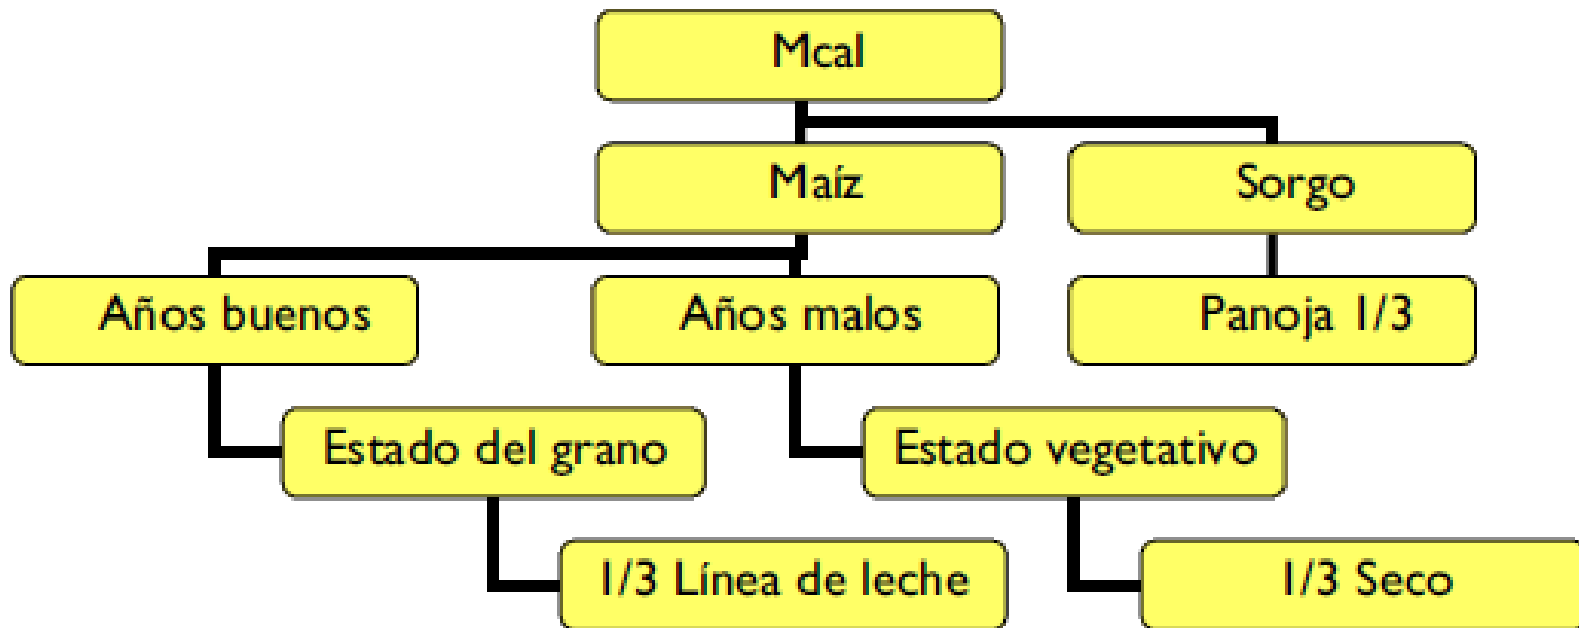 Mcal
Maíz
Sorgo
Años buenos
Años malos
Panoja 1/3
Estado del grano
Estado vegetativo
1/3 Línea de leche
1/3 Seco